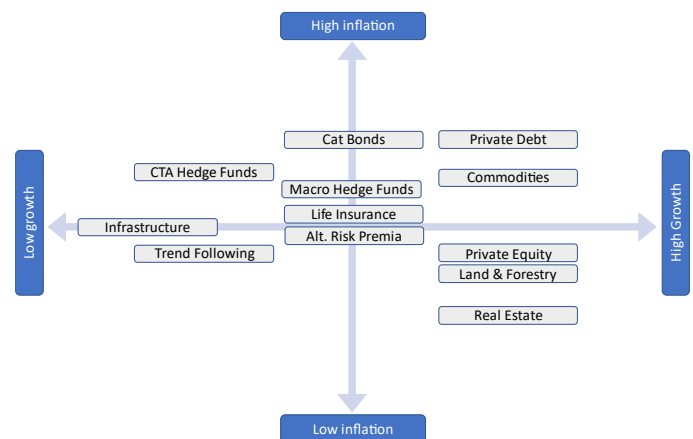 High inflation
Cat Bonds
Private Debt
CTA Hedge Funds
Commodities
Macro Hedge Funds
Low growth
Life Insurance
Infrastructure
High Growth
Alt. Risk Premia
Trend Following
Private Equity
Land & Forestry
Real Estate
Low inflation